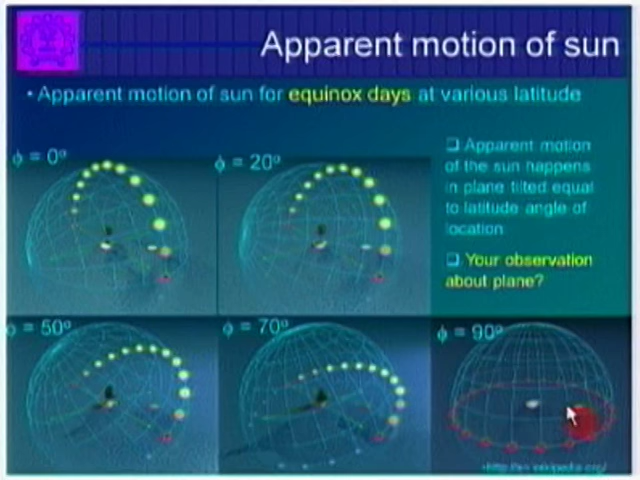 Apparent motion of sun
• Apparent motion of sun for equinox days at various latitude
ϕ = 0º
ϕ = 20º
❑ Apparent motion
of the sun happens
in plane tilted equal
to latitude angle of
location
❑ Your observation
about plane?
ϕ = 50º
ϕ = 70º
ϕ = 90º